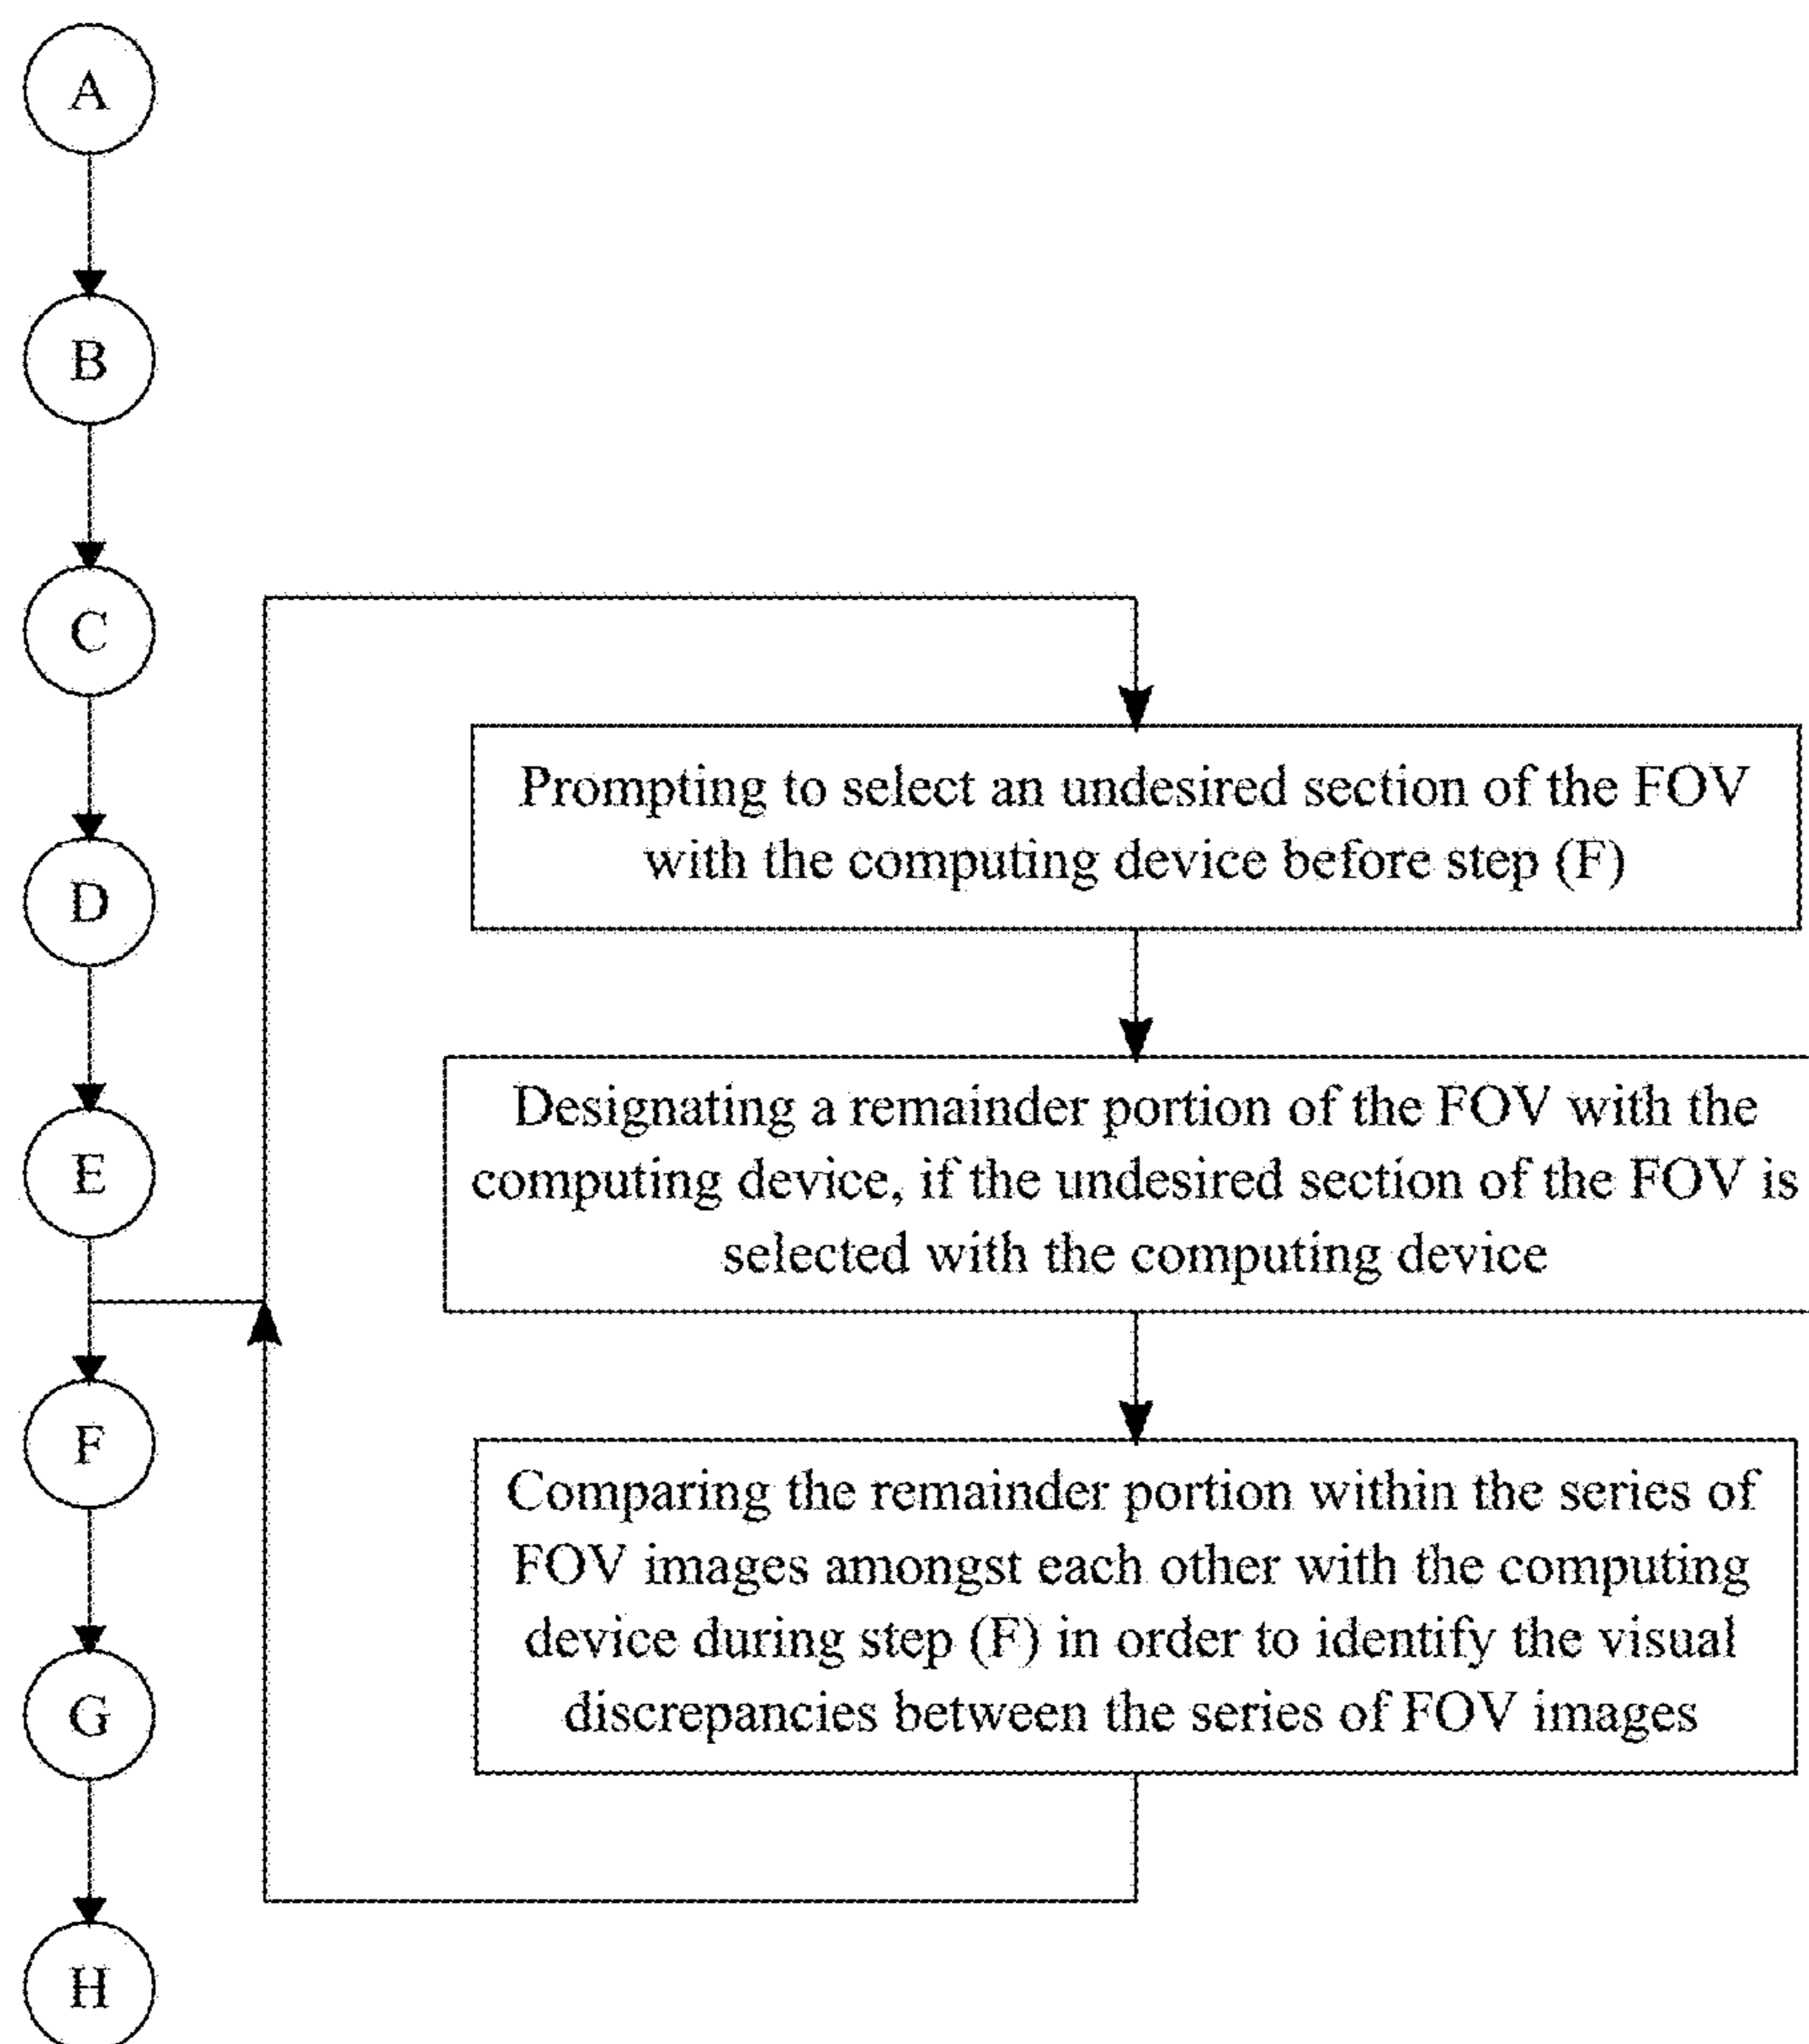 A
B
C
D
E
F
G
H
Prompting to select an undesired section of the FOV
with the computing device before step (F)
Designating a remainder portion of the FOV with the
computing device, if the undesired section of the FOV is
selected with the computing device
Comparing the remainder portion within the series of
FOV images amongst each other with the computing
device during step (F) in order to identify the visual
discrepancies between the series of FOV images